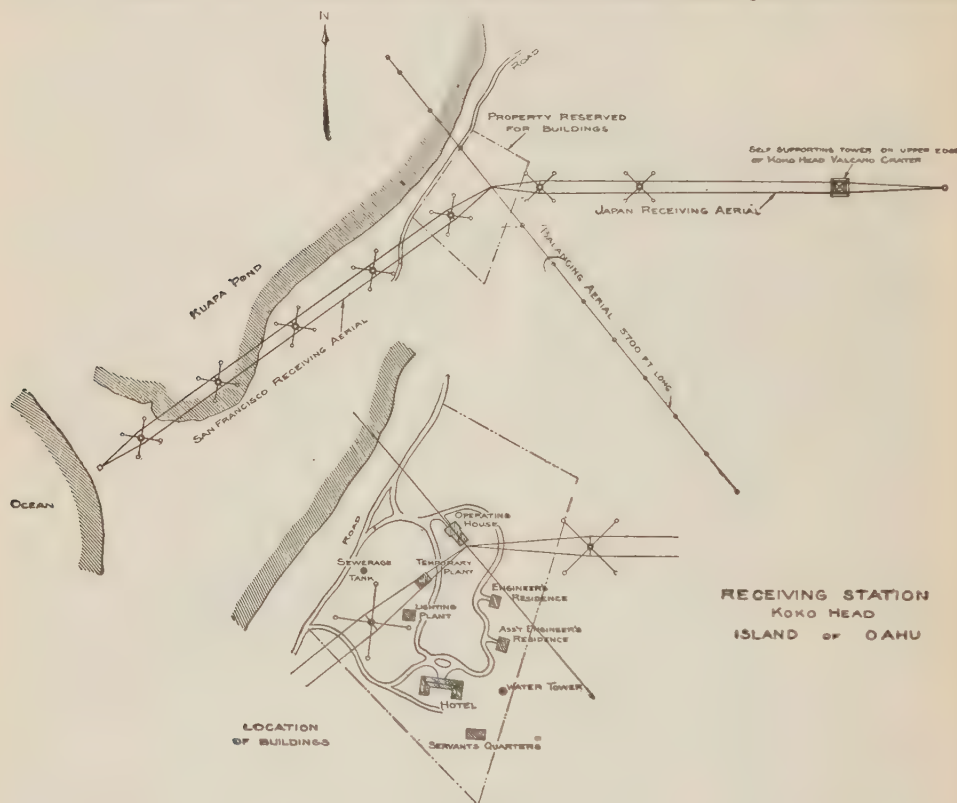 N
ROAD
PROPERTY RESERVED
FOR BUILDINGS
SELF SUPPORTING TOWER ON UPPER EDGE
OF KOKO HEAD VALCANO CRATER
JAPAN RECEIVING AERIAL
KUAPA POND
BALANCING AERIAL 5700 FT LONG
SAN FRANCISCO RECEIVING AERIAL
OCEAN
ROAD
OPERATING
HOUSE
SEWERAGE
TANK
TEMPORARY
PLANT
LIGHTING
PLANT
ENGINEER'S
RESIDENCE
ASS'T ENGINEER'S
RESIDENCE
WATER TOWER
HOTEL
SERVANTS QUARTERS
LOCATION
OF BUILDINGS
RECEIVING STATION
KOKO HEAD
ISLAND OF OAHU